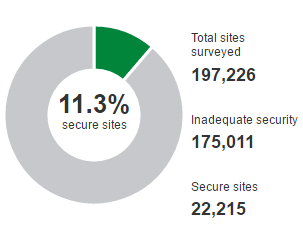 11.3%
secure sites
Total sites
surveyed
197,226
Inadequate security
175,011
Secure sites
22,215